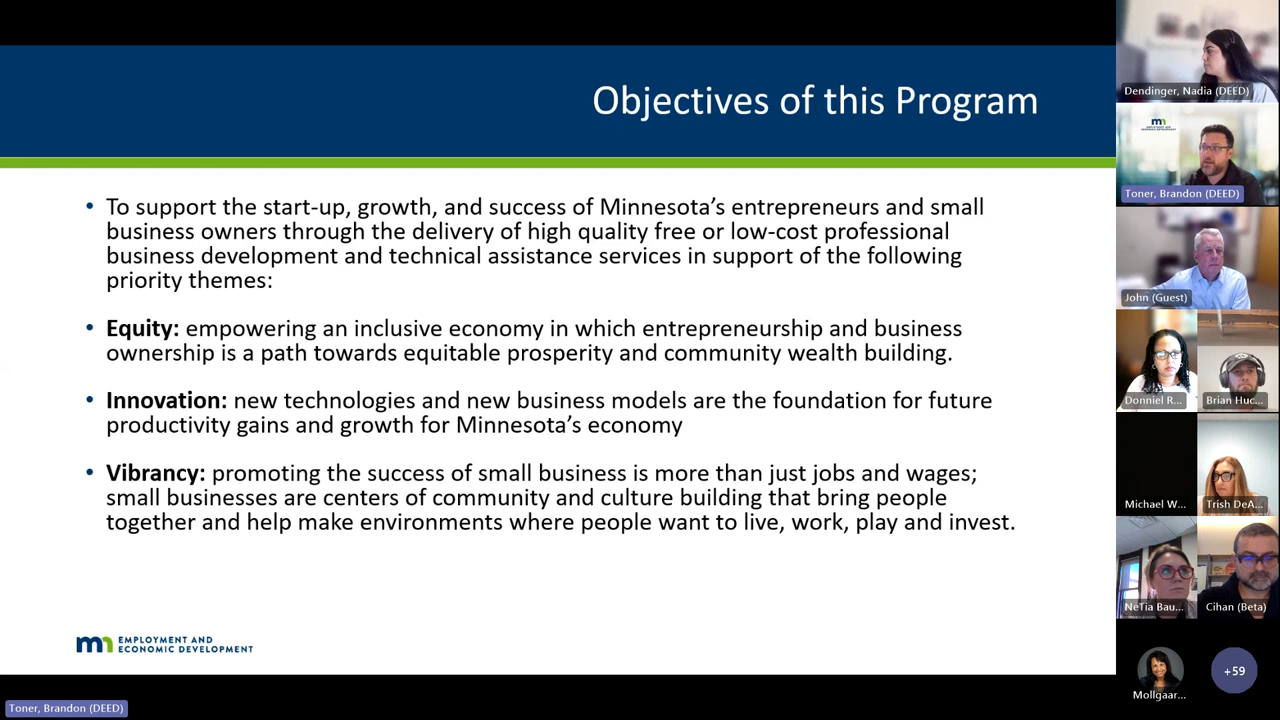 Objectives of this Program
• To support the start-up, growth, and success of Minnesota’s entrepreneurs and small
business owners through the delivery of high quality free or low-cost professional
business development and technical assistance services in support of the following
priority themes:
• Equity: empowering an inclusive economy in which entrepreneurship and business
ownership is a path towards equitable prosperity and community wealth building.
• Innovation: new technologies and new business models are the foundation for future
productivity gains and growth for Minnesota’s economy
• Vibrancy: promoting the success of small business is more than just jobs and wages;
small businesses are centers of community and culture building that bring people
together and help make environments where people want to live, work, play and invest.
mn EMPLOYMENT AND
ECONOMIC DEVELOPMENT
Toner, Brandon (DEED)
Dendinger, Nadia (DEED)
mn
Toner, Brandon (DEED)
John (Guest)
Donniel R...
Brian Huc...
Michael W...
Trish DeA...
NeTia Bau...
Cihan (Beta)
Mollgaar...
+59